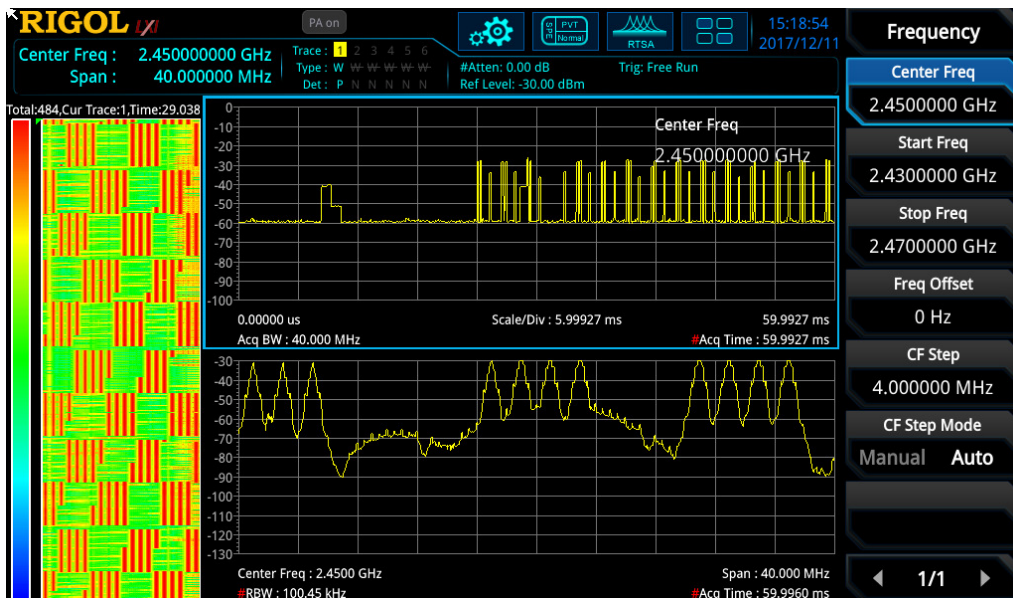 RIGOL LXI
PA on
PVT
SPE
Normal
RTSA
15:18:54
2017/12/11
Center Freq : 2.450000000 GHz
Span : 40.000000 MHz
Trace : 1 2 3 4 5 6
Type : W W W W W W
Det : P N N N N N
#Atten: 0.00 dB
Trig: Free Run
Ref Level: -30.00 dBm
Total:484,Cur Trace:1,Time:29.038
0
-10
-20
-30
-40
-50
-60
-70
-80
-90
-100
Center Freq
2.450000000 GHz
0.00000 us
Scale/Div : 5.99927 ms
59.9927 ms
Acq BW : 40.000 MHz
#Acq Time : 59.9927 ms
-30
-40
-50
-60
-70
-80
-90
-100
-110
-120
-130
Center Freq : 2.4500 GHz
Span : 40.000 MHz
#RBW : 100.45 kHz
#Acq Time : 59.9960 ms
Frequency
Center Freq
2.4500000 GHz
Start Freq
2.4300000 GHz
Stop Freq
2.4700000 GHz
Freq Offset
0 Hz
CF Step
4.000000 MHz
CF Step Mode
Manual Auto
1/1